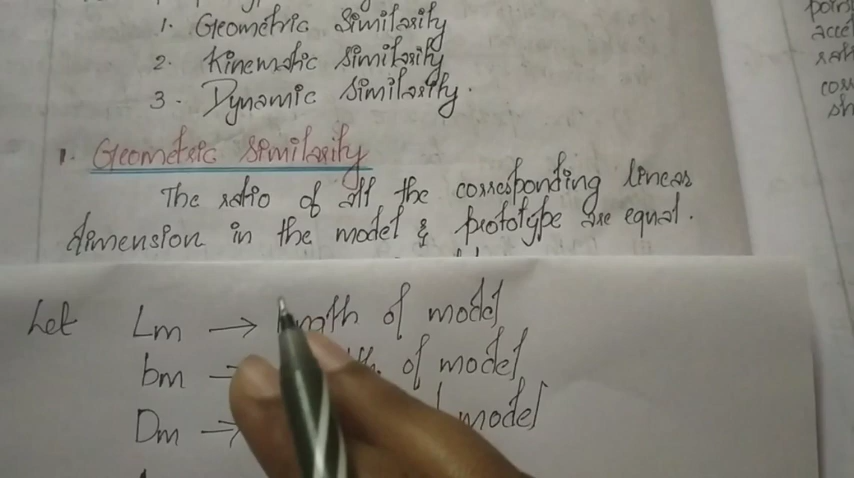 1. Geometric Similarity
2. Kinematic Similarity
3. Dynamic Similarity.
1. Geometric Similarity
The ratio of all the corresponding linear
dimension in the model & prototype are equal.
Let Lm → length of model
bm → of model
Dm → model